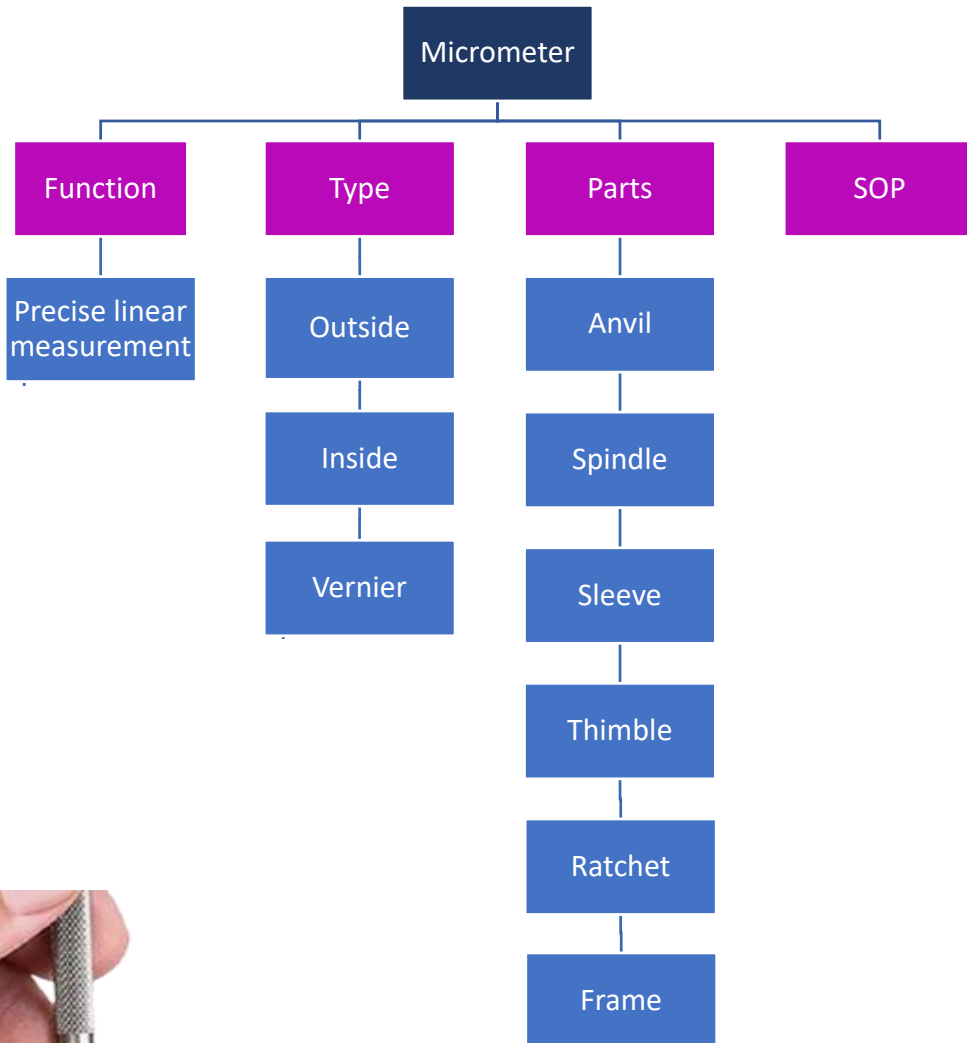 Micrometer
Function
Type
Parts
SOP
Precise linear
measurement
Outside
Inside
Vernier
Anvil
Spindle
Sleeve
Thimble
Ratchet
Frame